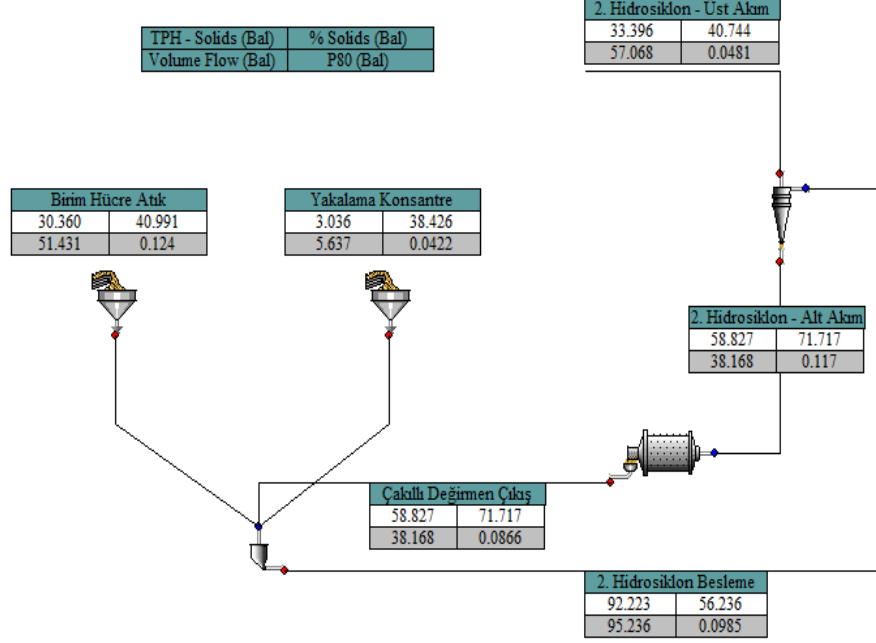 2. Hidrosiklon - Üst Akım
33.396 40.744
57.068 0.0481
TPH - Solids (Bal) % Solids (Bal)
Volume Flow (Bal) P80 (Bal)
Birim Hücre Atık
30.360 40.991
51.431 0.124
Yakalama Konsantre
3.036 38.426
5.637 0.0422
2. Hidrosiklon - Alt Akım
58.827 71.717
38.168 0.117
Çakıllı Değirmen Çıkış
58.827 71.717
38.168 0.0866
2. Hidrosiklon Besleme
92.223 56.236
95.236 0.0985